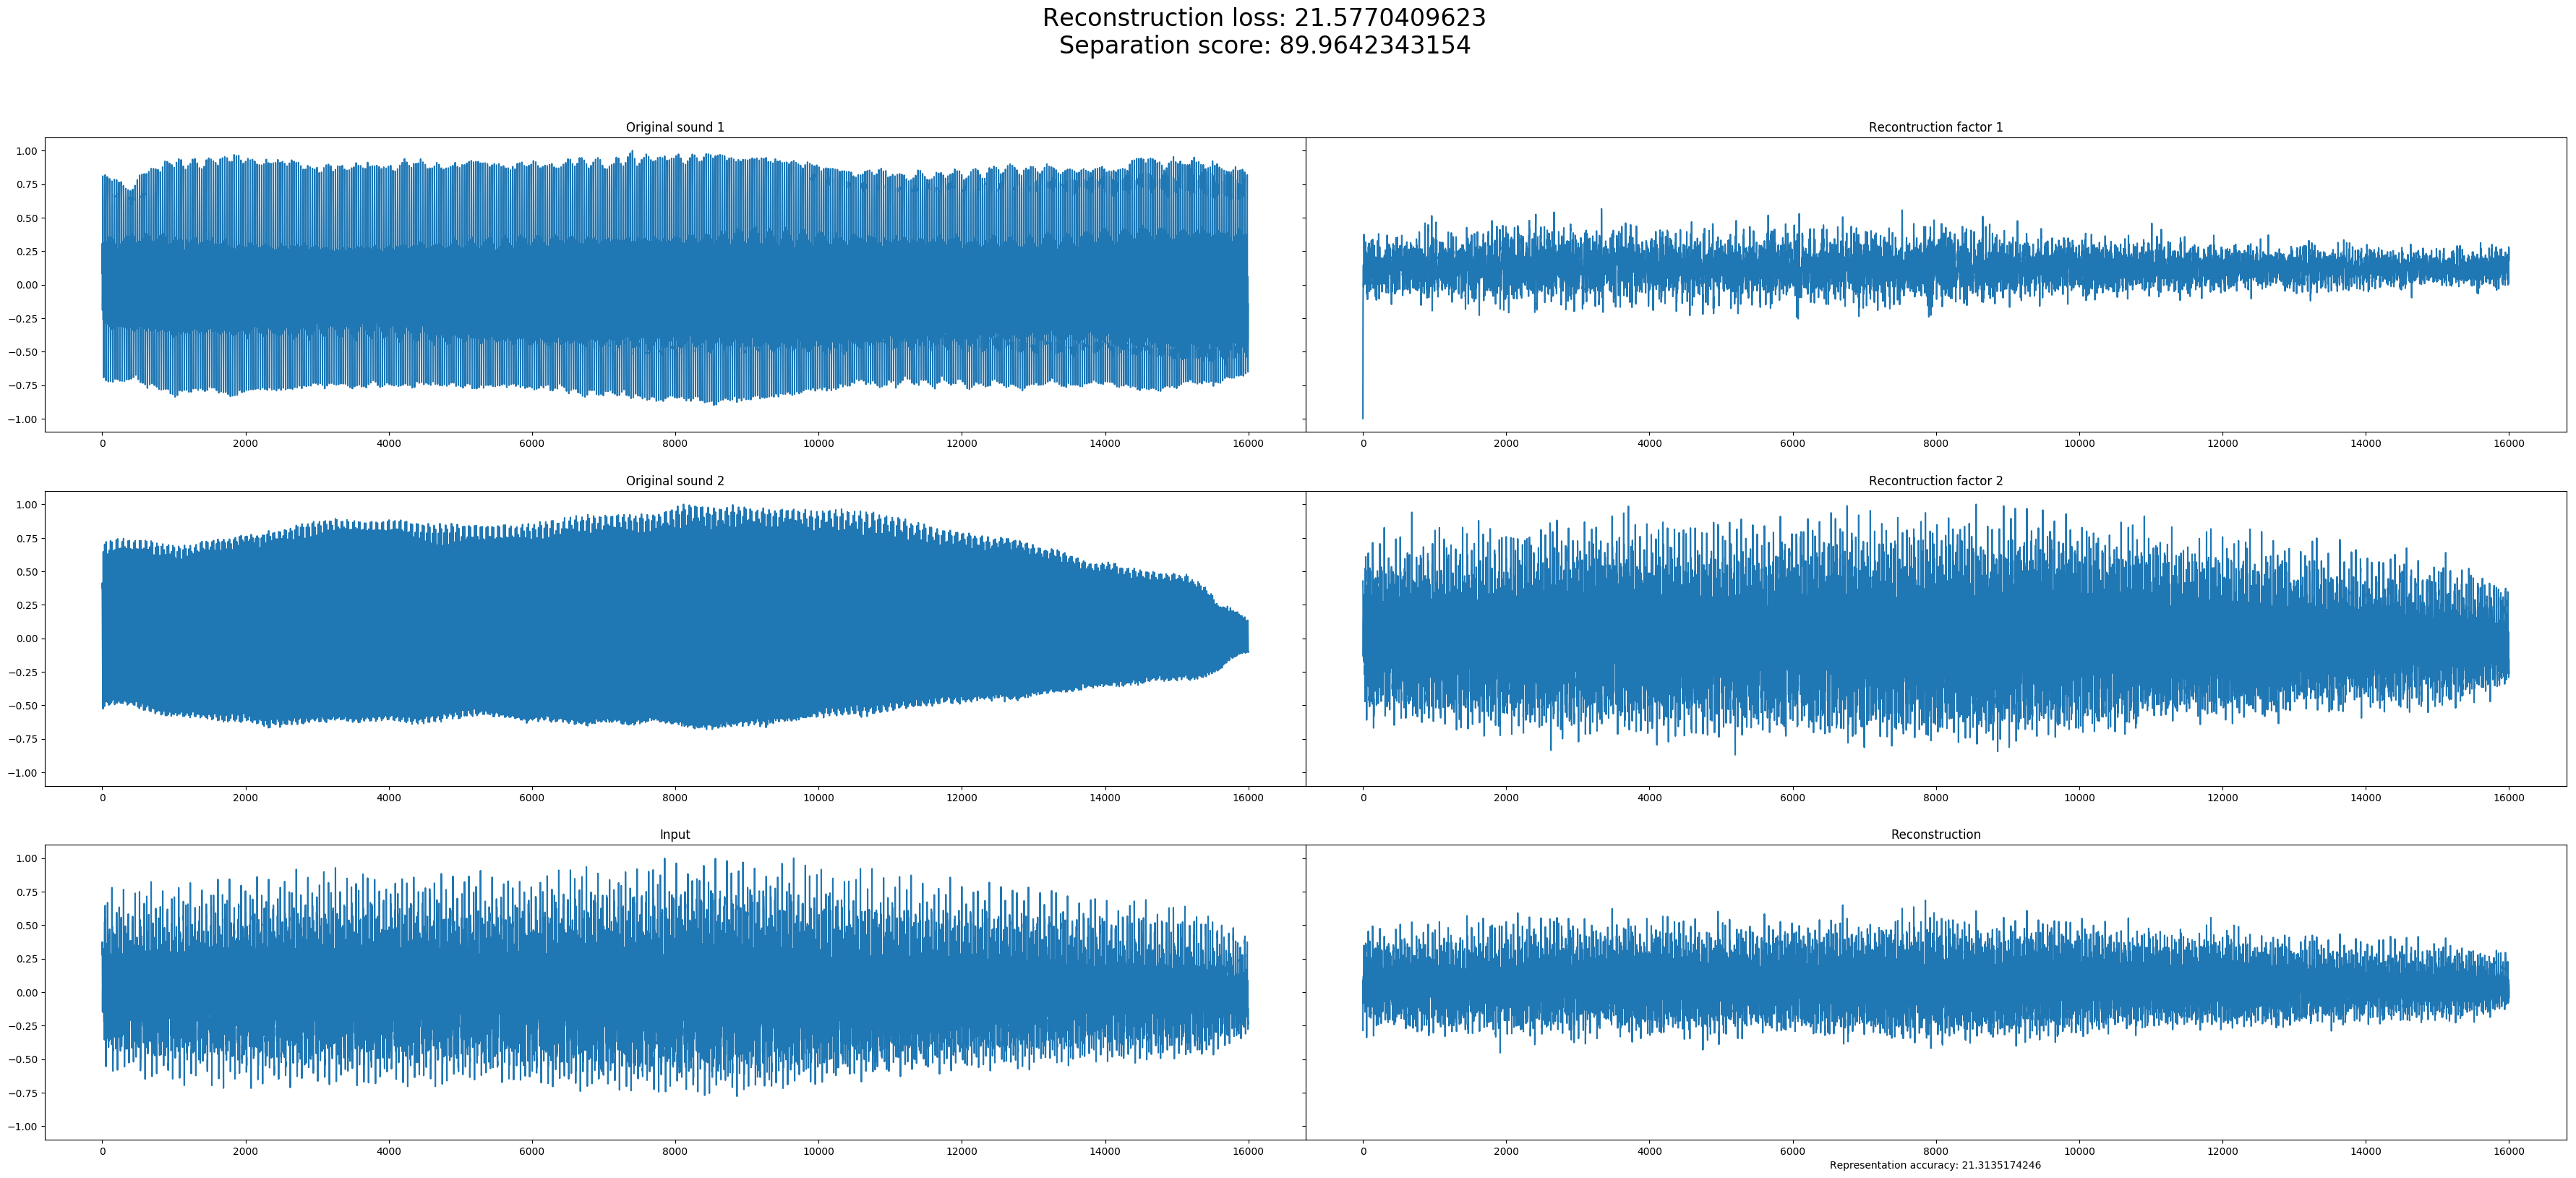 Reconstruction loss: 21.5770409623
Separation score: 89.9642343154
Original sound 1
Recontruction factor 1
1.00
0.75
0.50
0.25
0.00
−0.25
−0.50
−0.75
−1.00
0 2000 4000 6000 8000 10000 12000 14000 16000
0 2000 4000 6000 8000 10000 12000 14000 16000
Original sound 2
Recontruction factor 2
1.00
0.75
0.50
0.25
0.00
−0.25
−0.50
−0.75
−1.00
0 2000 4000 6000 8000 10000 12000 14000 16000
0 2000 4000 6000 8000 10000 12000 14000 16000
Input
Reconstruction
1.00
0.75
0.50
0.25
0.00
−0.25
−0.50
−0.75
−1.00
0 2000 4000 6000 8000 10000 12000 14000 16000
0 2000 4000 6000 8000 10000 12000 14000 16000
Representation accuracy: 21.3135174246